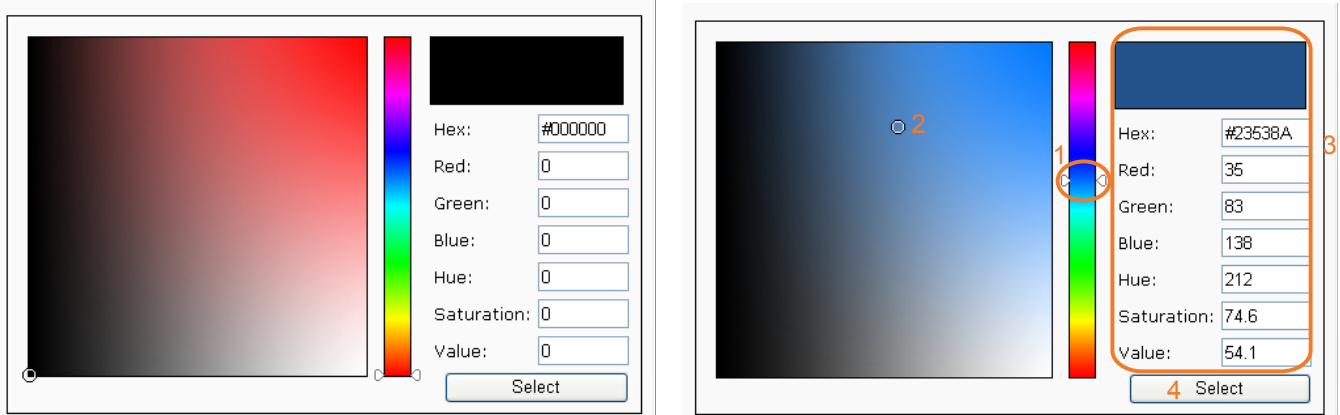 Hex: #000000
Red: 0
Green: 0
Blue: 0
Hue: 0
Saturation: 0
Value: 0
Select
2
1
3
Hex: #23538A
Red: 35
Green: 83
Blue: 138
Hue: 212
Saturation: 74.6
Value: 54.1
4 Select